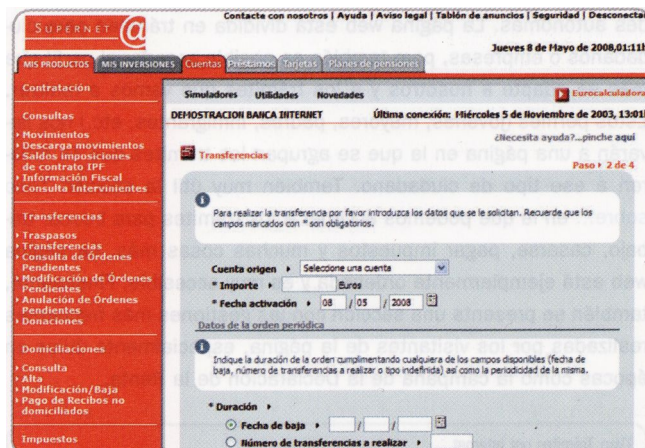 Contacte con nosotros | Ayuda | Aviso legal | Tablón de anuncios | Seguridad | Desconectar
SUPERNET @
Jueves 8 de Mayo de 2008,01:11h
MIS PRODUCTOS MIS INVERSIONES Cuentas Préstamos Tarjetas Planes de pensiones
Contratación
Consultas
Movimientos
Descarga movimientos
Saldos imposiciones
de contrato IPF
Información Fiscal
Consulta Intervinientes
Transferencias
Traspasos
Transferencias
Consulta de Órdenes
Pendientes
Modificación de Órdenes
Pendientes
Anulación de Órdenes
Pendientes
Donaciones
Domiciliaciones
Consulta
Alta
Modificación/Baja
Pago de Recibos no
domiciliados
Impuestos
Simuladores Utilidades Novedades Eurocalculadora
DEMOSTRACION BANCA INTERNET Última conexión: Miércoles 5 de Noviembre de 2003, 13:01h
¿Necesita ayuda?...pinche aquí
Transferencias
Paso 2 de 4
Para realizar la transferencia por favor introduzca los datos que se le solicitan. Recuerde que los
campos marcados con * son obligatorios.
Cuenta origen Seleccione una cuenta
* Importe Euros
* Fecha activación 08 / 05 / 2008
Datos de la orden periódica
Indique la duración de la orden cumplimentando cualquiera de los campos disponibles (fecha de
baja, número de transferencias a realizar o tipo indefinida) así como la periodicidad de la misma.
* Duración
Fecha de baja / /
Número de transferencias a realizar